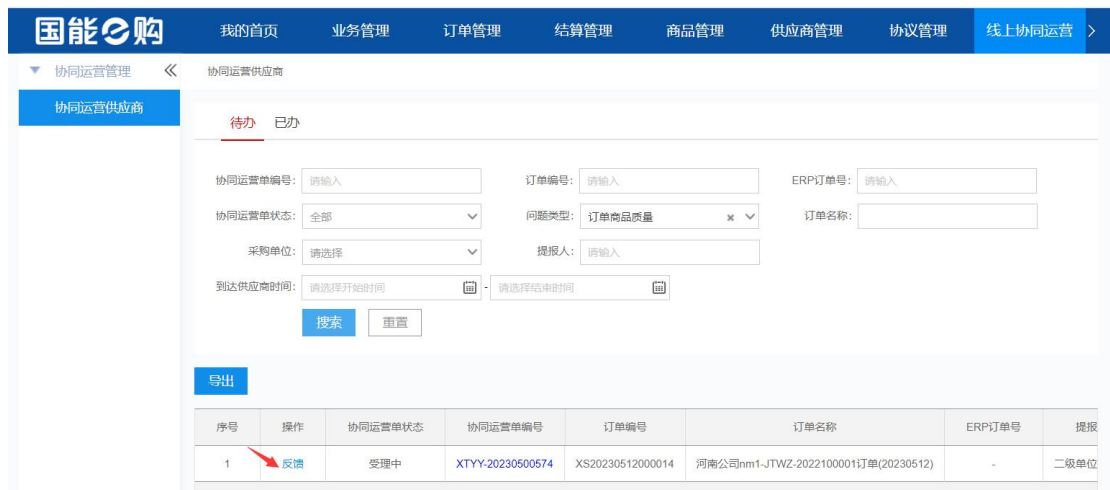 国能e购 我的首页 业务管理 订单管理 结算管理 商品管理 供应商管理 协议管理 线上协同运营
协同运营管理 协同运营供应商
协同运营供应商
待办 已办
协同运营单编号: 请输入 订单编号: 请输入 ERP订单号: 请输入
协同运营单状态: 全部 问题类型: 订单商品质量 订单名称:
采购单位: 请选择 提报人: 请输入
到达供应商时间: 请选择开始时间 - 请选择结束时间
搜索 重置
导出
序号 操作 协同运营单状态 协同运营单编号 订单编号 订单名称 ERP订单号 提报
1 反馈 受理中 XTYY-20230500574 XS20230512000014 河南公司nm1-JTWZ-2022100001订单(20230512) - 二级单位